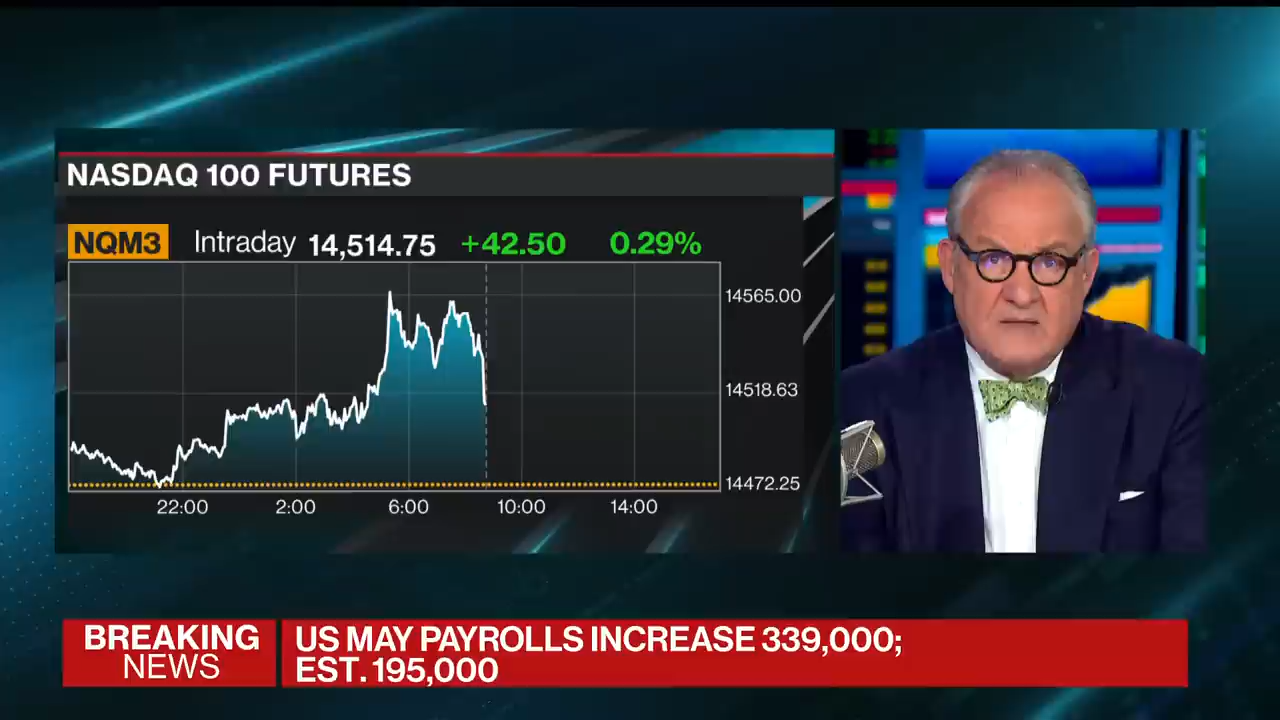 NASDAQ 100 FUTURES
NQM3 Intraday 14,514.75 +42.50 0.29%
14565.00
14518.63
14472.25
22:00 2:00 6:00 10:00 14:00
BREAKING
NEWS
US MAY PAYROLLS INCREASE 339,000;
EST. 195,000